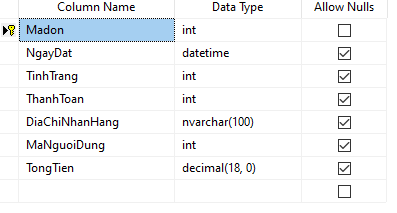 Column Name Data Type Allow Nulls
Madon int
NgayDat datetime
TinhTrang int
ThanhToan int
DiaChiNhanHang nvarchar(100)
MaNguoiDung int
TongTien decimal(18, 0)